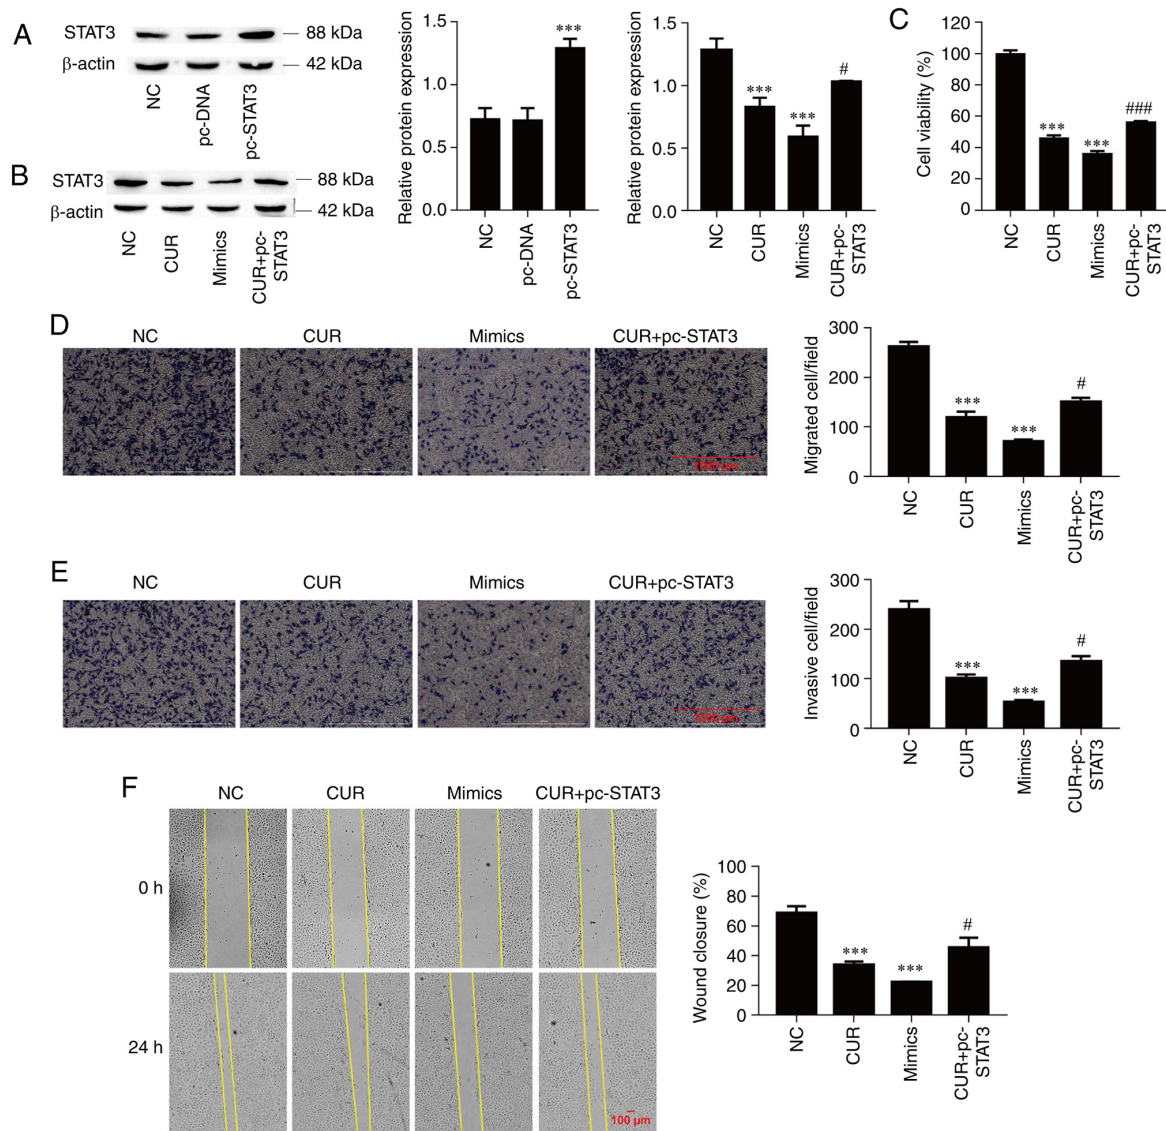 A
STAT3
88 kDa
β-actin
42 kDa
NC
pc-DNA
pc-STAT3
B
STAT3
88 kDa
β-actin
42 kDa
NC
CUR
Mimics
CUR+pc-
STAT3
Relative protein expression
1.5
1.0
0.5
0.0
***
NC
pc-DNA
pc-STAT3
Relative protein expression
1.5
1.0
0.5
0.0
***
***
#
NC
CUR
Mimics
CUR+pc-
STAT3
C
Cell viability (%)
120
100
80
60
40
20
0
***
***
###
NC
CUR
Mimics
CUR+pc-
STAT3
D
NC
CUR
Mimics
CUR+pc-STAT3
1000 µm
Migrated cell/field
300
200
100
0
***
***
#
NC
CUR
Mimics
CUR+pc-
STAT3
E
NC
CUR
Mimics
CUR+pc-STAT3
1000 µm
Invasive cell/field
300
200
100
0
***
***
#
NC
CUR
Mimics
CUR+pc-
STAT3
F
NC
CUR
Mimics
CUR+pc-STAT3
0 h
24 h
100 µm
Wound closure (%)
100
80
60
40
20
0
***
***
#
NC
CUR
Mimics
CUR+pc-
STAT3